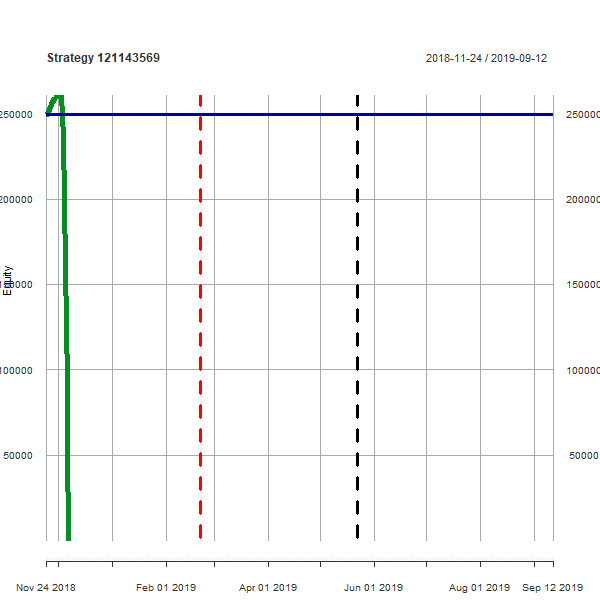 Strategy 121143569
2018-11-24 / 2019-09-12
250000 250000
200000 200000
Equity
150000 150000
100000 100000
50000 50000
Nov 24 2018 Feb 01 2019 Apr 01 2019 Jun 01 2019 Aug 01 2019 Sep 12 2019